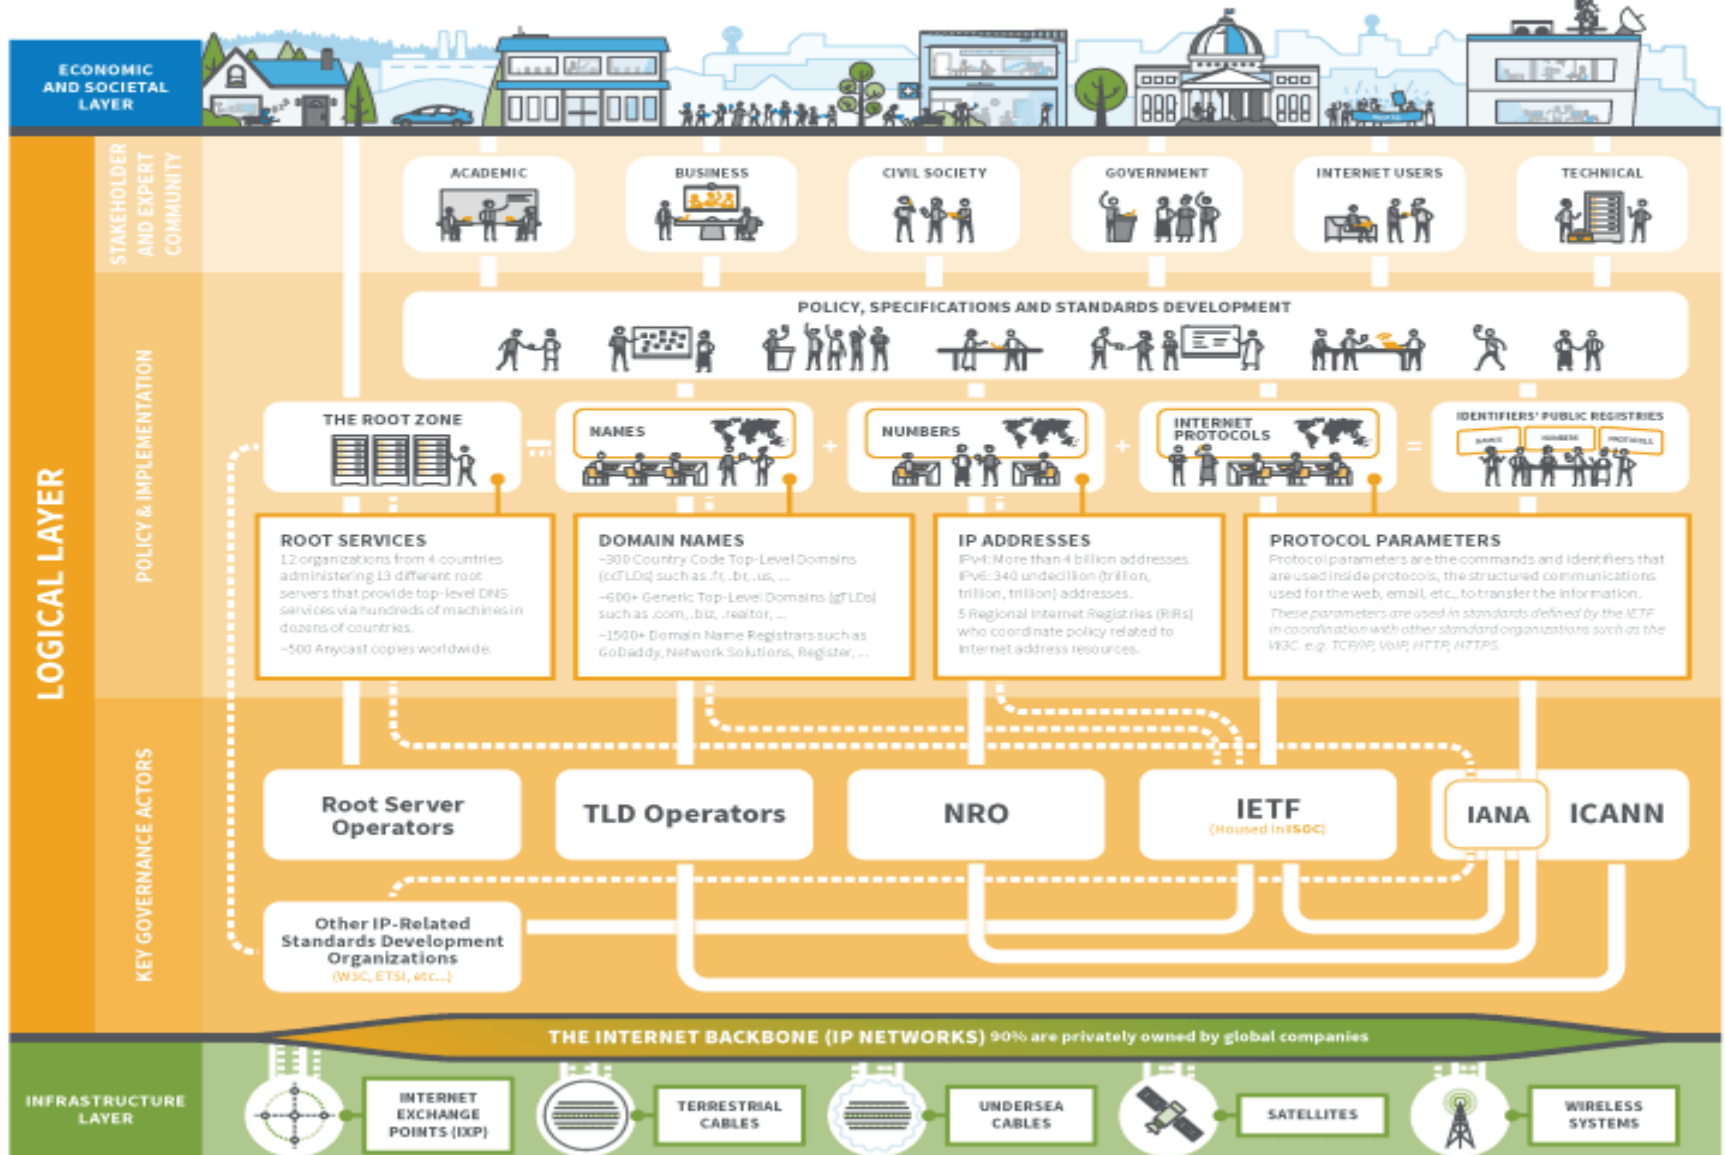 ECONOMIC
AND SOCIETAL
LAYER
LOGICAL LAYER
STAKEHOLDER
AND EXPERT
COMMUNITY
ACADEMIC
BUSINESS
CIVIL SOCIETY
GOVERNMENT
INTERNET USERS
TECHNICAL
POLICY & IMPLEMENTATION
POLICY, SPECIFICATIONS AND STANDARDS DEVELOPMENT
THE ROOT ZONE
=
NAMES
+
NUMBERS
+
INTERNET
PROTOCOLS
=
IDENTIFIERS' PUBLIC REGISTRIES
NAMES
NUMBERS
PROTOCOLS
ROOT SERVICES
12 organizations from 4 countries
administering 13 different root
servers that provide top-level DNS
services via hundreds of machines in
dozens of countries.
~500 Anycast copies worldwide.
DOMAIN NAMES
~300 Country Code Top-Level Domains
(ccTLDs) such as .fr, .br, .us, ...
~600+ Generic Top-Level Domains (gTLDs)
such as .com, .biz, .realtor, ...
~1500+ Domain Name Registrars such as
GoDaddy, Network Solutions, Register, ...
IP ADDRESSES
IPv4: More than 4 billion addresses.
IPv6: 340 undecillion (trillion,
trillion, trillion) addresses.
5 Regional Internet Registries (RIRs)
who coordinate policy related to
Internet address resources.
PROTOCOL PARAMETERS
Protocol parameters are the commands and identifiers that
are used inside protocols, the structured communications
used for the web, email, etc., to transfer the information.
These parameters are used in standards defined by the IETF
in coordination with other standard organizations such as the
W3C. e.g. TCP/IP, VoIP, HTTP, HTTPS.
KEY GOVERNANCE ACTORS
Root Server
Operators
TLD Operators
NRO
IETF
(Housed in ISOC)
IANA
ICANN
Other IP-Related
Standards Development
Organizations
(W3C, ETSI, etc...)
THE INTERNET BACKBONE (IP NETWORKS) 90% are privately owned by global companies
INFRASTRUCTURE
LAYER
INTERNET
EXCHANGE
POINTS (IXP)
TERRESTRIAL
CABLES
UNDERSEA
CABLES
SATELLITES
WIRELESS
SYSTEMS